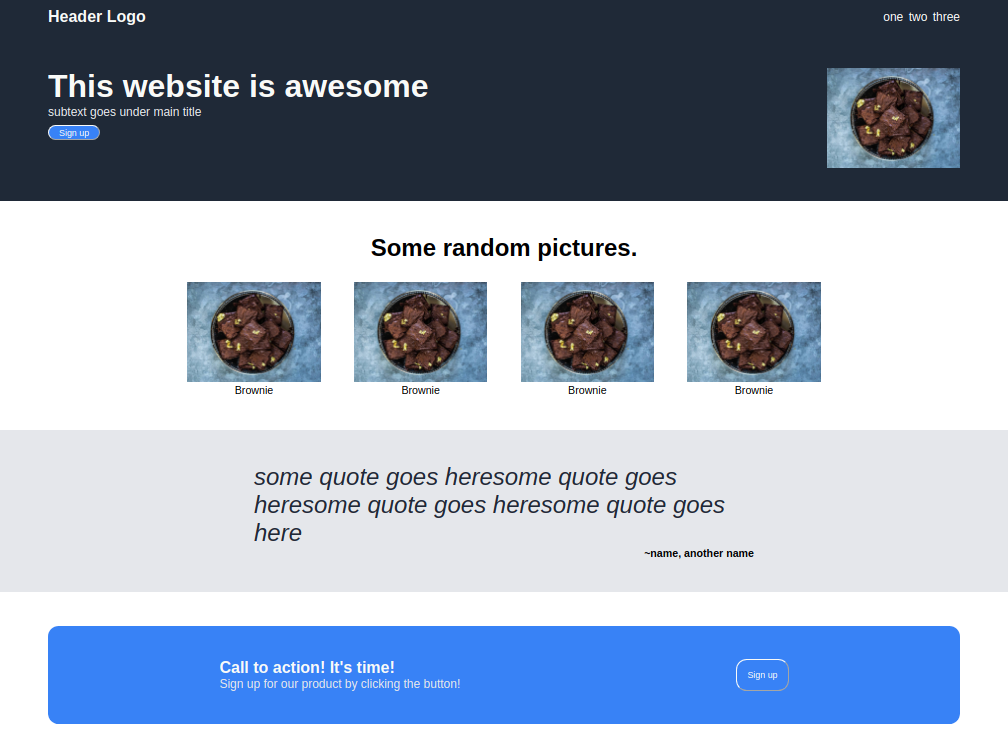 Header Logo
one two three
This website is awesome
subtext goes under main title
Sign up
Some random pictures.
Brownie
Brownie
Brownie
Brownie
some quote goes heresome quote goes
heresome quote goes heresome quote goes
here
~name, another name
Call to action! It's time!
Sign up for our product by clicking the button!
Sign up